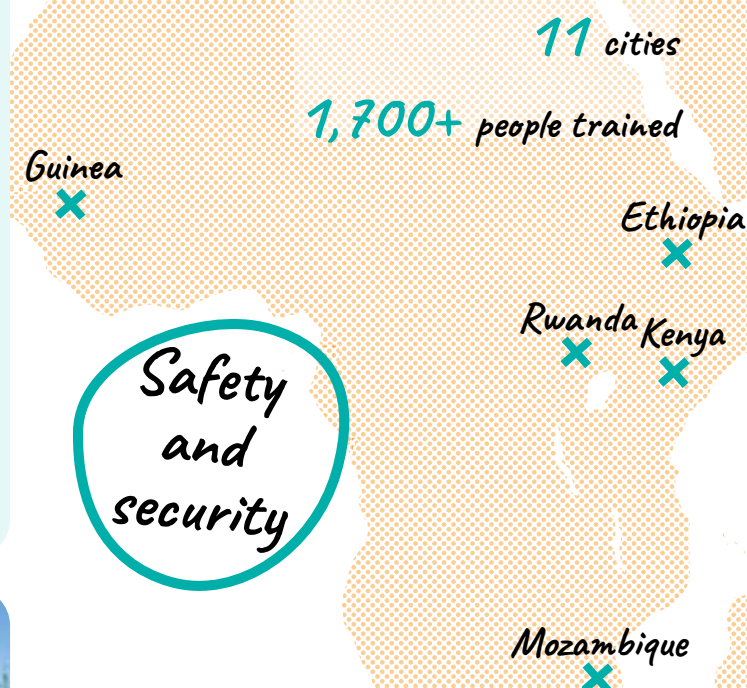 11 cities
1,700+ people trained
Guinea
Ethiopia
Rwanda
Kenya
Safety
and
security
Mozambique